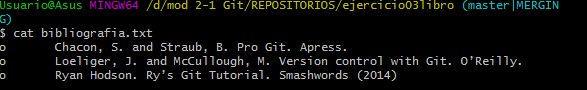 Usuario@Asus MINGW64 /d/mod 2-1 Git/REPOSITORIOS/ejercicio03libro (master|MERGIN
G)
$ cat bibliografia.txt
o       Chacon, S. and Straub, B. Pro Git. Apress.
o       Loeliger, J. and McCullough, M. Version control with Git. O’Reilly.
o       Ryan Hodson. Ry’s Git Tutorial. Smashwords (2014)